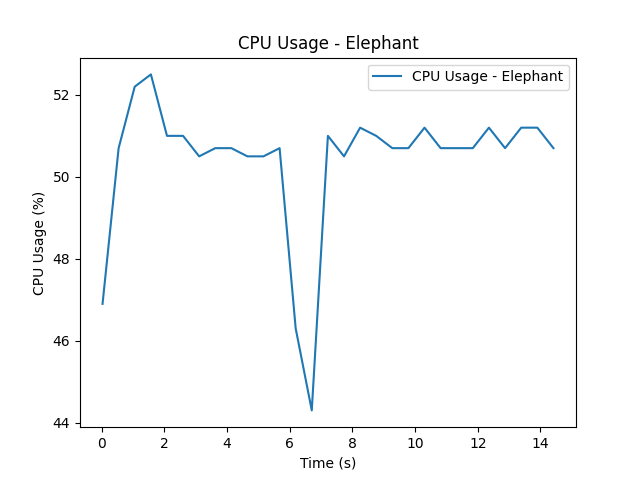 CPU Usage - Elephant
CPU Usage - Elephant
CPU Usage (%)
52
50
48
46
44
0 2 4 6 8 10 12 14
Time (s)